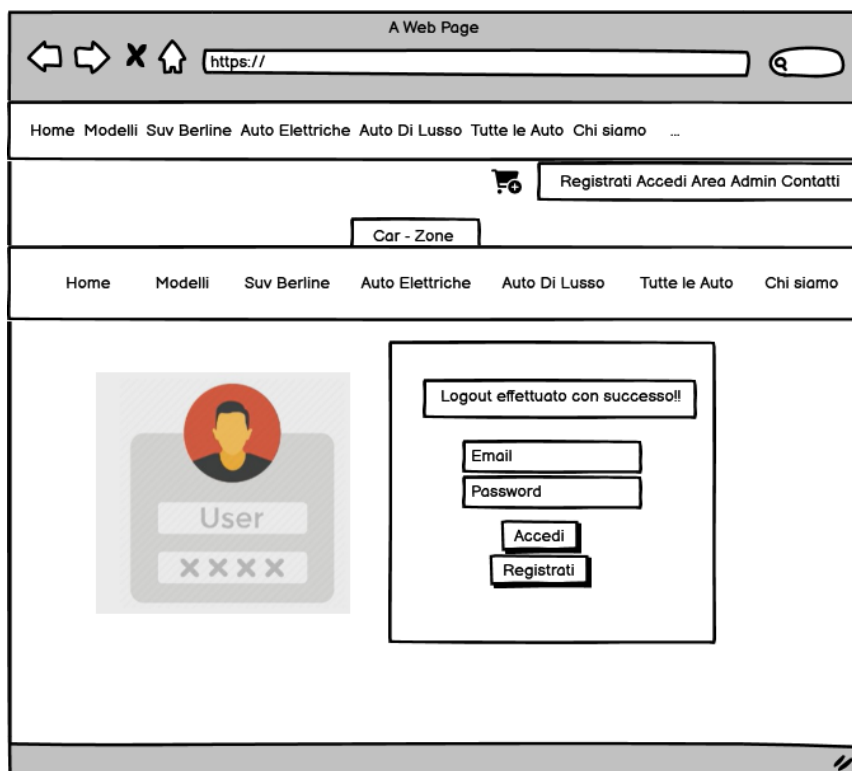 A Web Page
https://
Home Modelli Suv Berline Auto Elettriche Auto Di Lusso Tutte le Auto Chi siamo ...
Registrati Accedi Area Admin Contatti
Car - Zone
Home Modelli Suv Berline Auto Elettriche Auto Di Lusso Tutte le Auto Chi siamo
Logout effettuato con successo!!
Email
Password
User
Accedi
Registrati